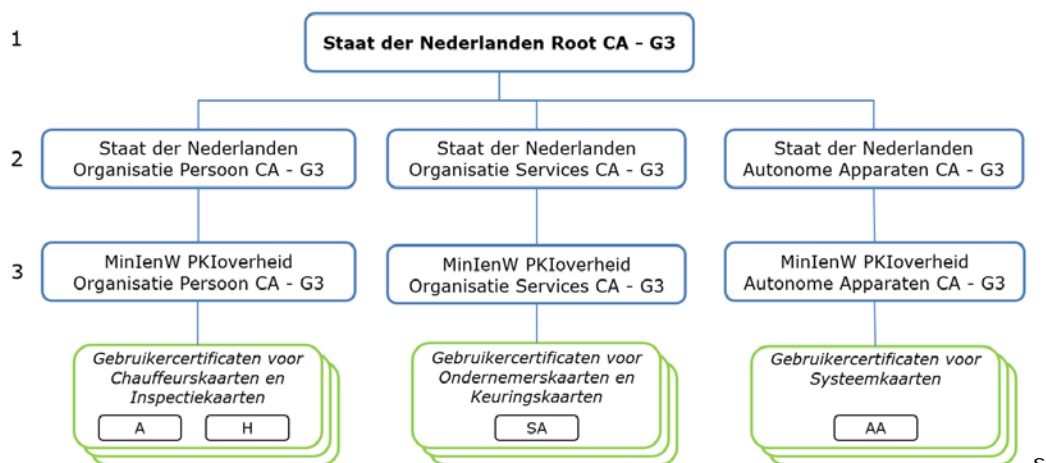 1
Staat der Nederlanden Root CA - G3
2
Staat der Nederlanden
Organisatie Persoon CA - G3
Staat der Nederlanden
Organisatie Services CA - G3
Staat der Nederlanden
Autonome Apparaten CA - G3
3
MinIenW PKIoverheid
Organisatie Persoon CA - G3
MinIenW PKIoverheid
Organisatie Services CA - G3
MinIenW PKIoverheid
Autonome Apparaten CA - G3
Gebruikercertificaten voor
Chauffeurskaarten en
Inspectiekaarten
A
H
Gebruikercertificaten voor
Ondernemerskaarten en
Keuringskaarten
SA
Gebruikercertificaten voor
Systeemkaarten
AA